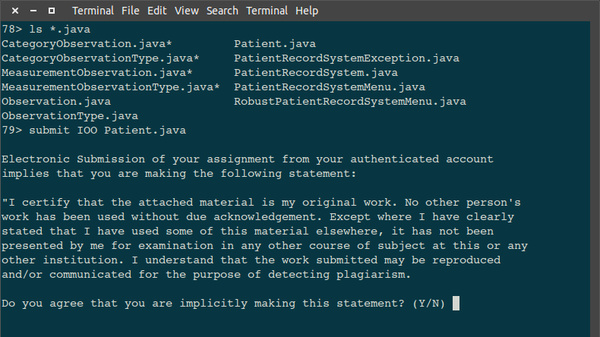 Terminal File Edit View Search Terminal Help
78> ls *.java
CategoryObservation.java* Patient.java
CategoryObservationType.java* PatientRecordSystemException.java
MeasurementObservation.java* PatientRecordSystem.java
MeasurementObservationType.java* PatientRecordSystemMenu.java
Observation.java RobustPatientRecordSystemMenu.java
ObservationType.java
79> submit IOO Patient.java
Electronic Submission of your assignment from your authenticated account
implies that you are making the following statement:
"I certify that the attached material is my original work. No other person's
work has been used without due acknowledgement. Except where I have clearly
stated that I have used some of this material elsewhere, it has not been
presented by me for examination in any other course of subject at this or any
other institution. I understand that the work submitted may be reproduced
and/or communicated for the purpose of detecting plagiarism.
Do you agree that you are implicitly making this statement? (Y/N)